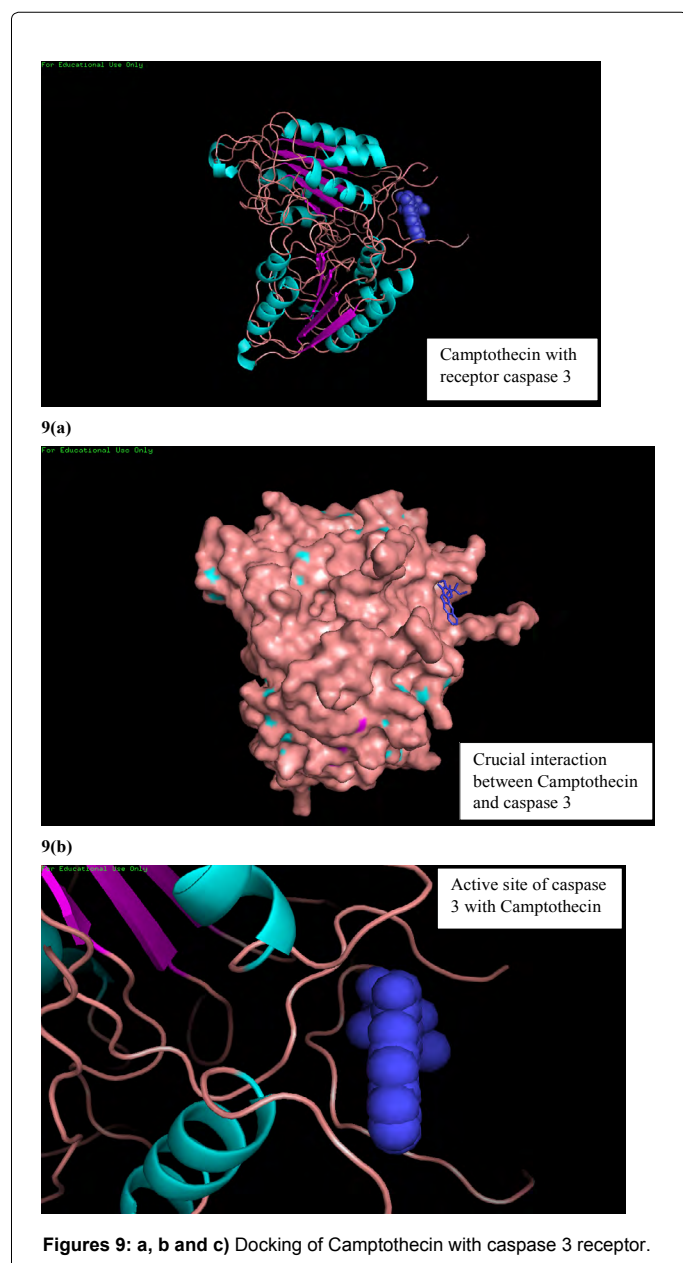 For Educational Use Only
Camptothecin with
receptor caspase 3
9(a)
For Educational Use Only
Crucial interaction
between Camptothecin
and caspase 3
9(b)
For Educational Use Only
Active site of caspase
3 with Camptothecin
Figures 9: a, b and c) Docking of Camptothecin with caspase 3 receptor.